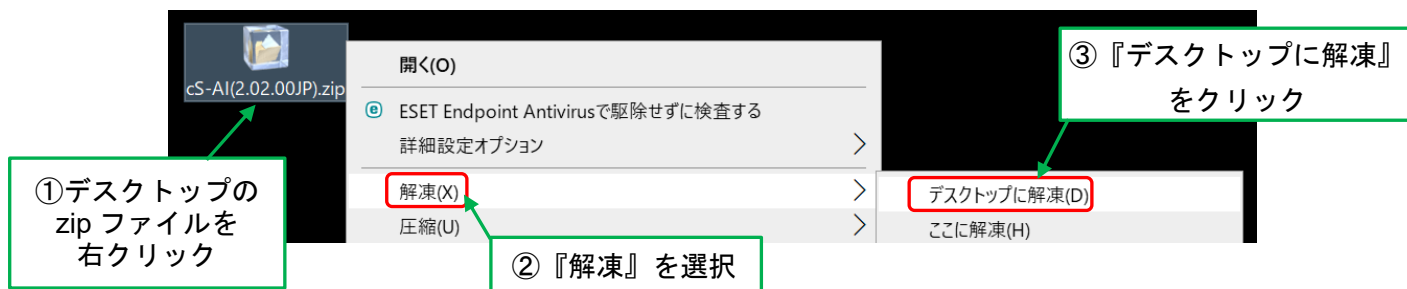 cS-AI(2.02.00JP).zip
開く(O)
ESET Endpoint Antivirusで駆除せずに検査する
詳細設定オプション
解凍(X)
圧縮(U)
デスクトップに解凍(D)
ここに解凍(H)
①デスクトップの
zip ファイルを
右クリック
②『解凍』を選択
③『デスクトップに解凍』
をクリック